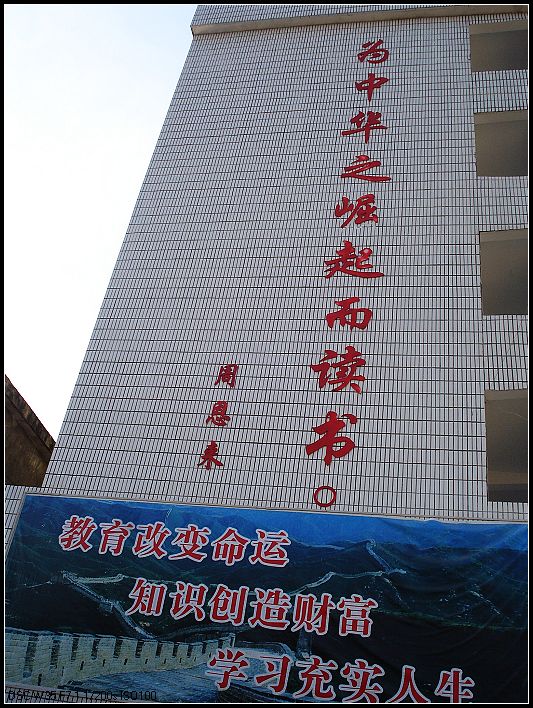 为中华之崛起而读书。
周恩来
教育改变命运
知识创造财富
学习充实人生